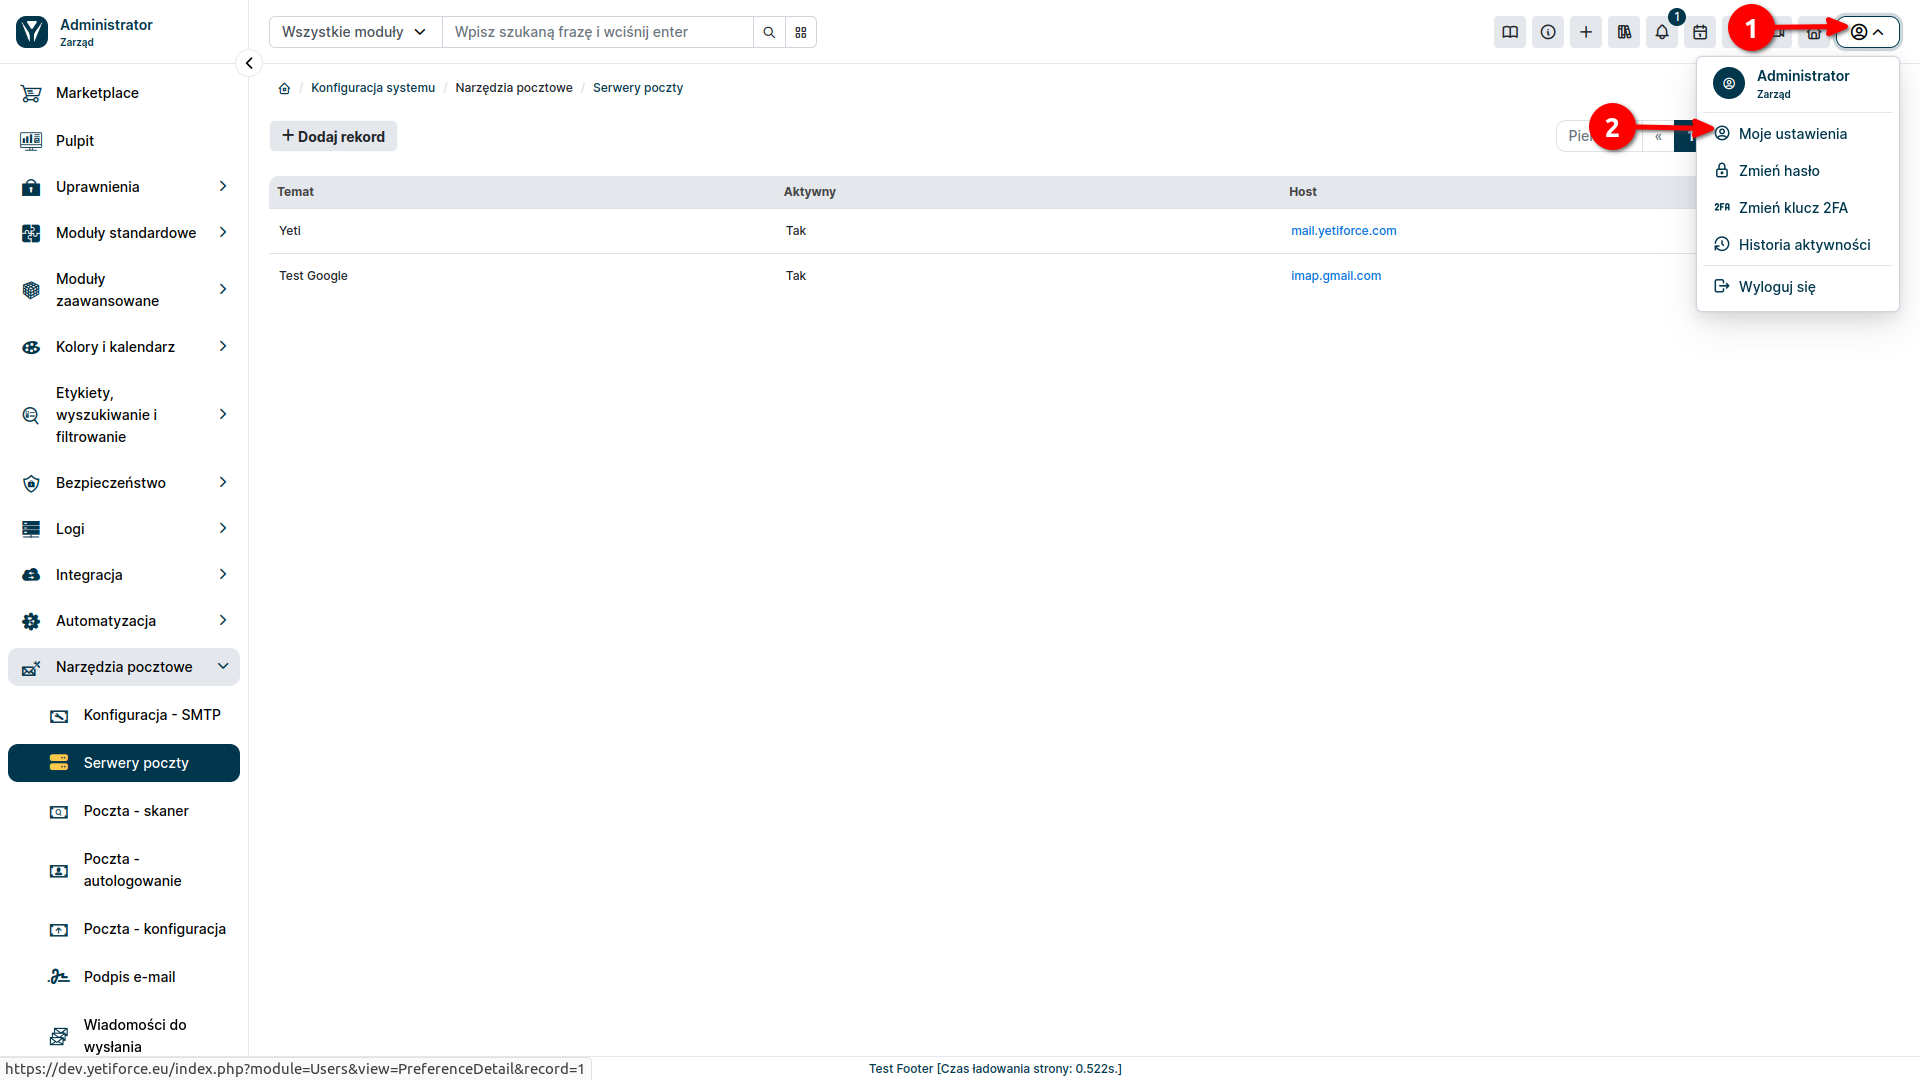 Administrator
Zarząd
Wszystkie moduły
Wpisz szukaną frazę i wciśnij enter
1
1
Marketplace
Pulpit
Uprawnienia
Moduły standardowe
Moduły
zaawansowane
Kolory i kalendarz
Etykiety,
wyszukiwanie i
filtrowanie
Bezpieczeństwo
Logi
Integracja
Automatyzacja
Narzędzia pocztowe
Konfiguracja - SMTP
Serwery poczty
Poczta - skaner
Poczta -
autologowanie
Poczta - konfiguracja
Podpis e-mail
Wiadomości do
wysłania
/ Konfiguracja systemu / Narzędzia pocztowe / Serwery poczty
+ Dodaj rekord
« 1
2
Temat Aktywny Host
Yeti Tak mail.yetiforce.com
Test Google Tak imap.gmail.com
Administrator
Zarząd
Moje ustawienia
Zmień hasło
2FA Zmień klucz 2FA
Historia aktywności
Wyloguj się
https://dev.yetiforce.eu/index.php?module=Users&view=PreferenceDetail&record=1
Test Footer [Czas ładowania strony: 0.522s.]